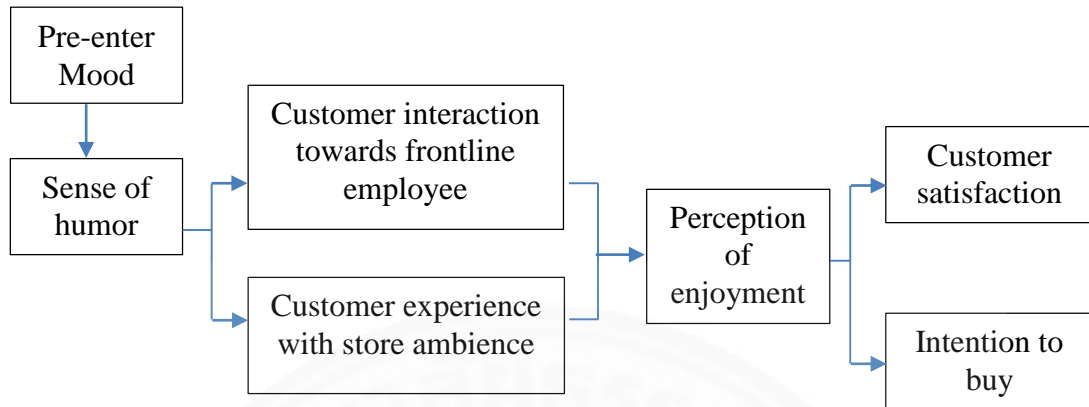 Pre-enter
Mood
Sense of
humor
Customer interaction
towards frontline
employee
Customer experience
with store ambience
Perception
of
enjoyment
Customer
satisfaction
Intention to
buy